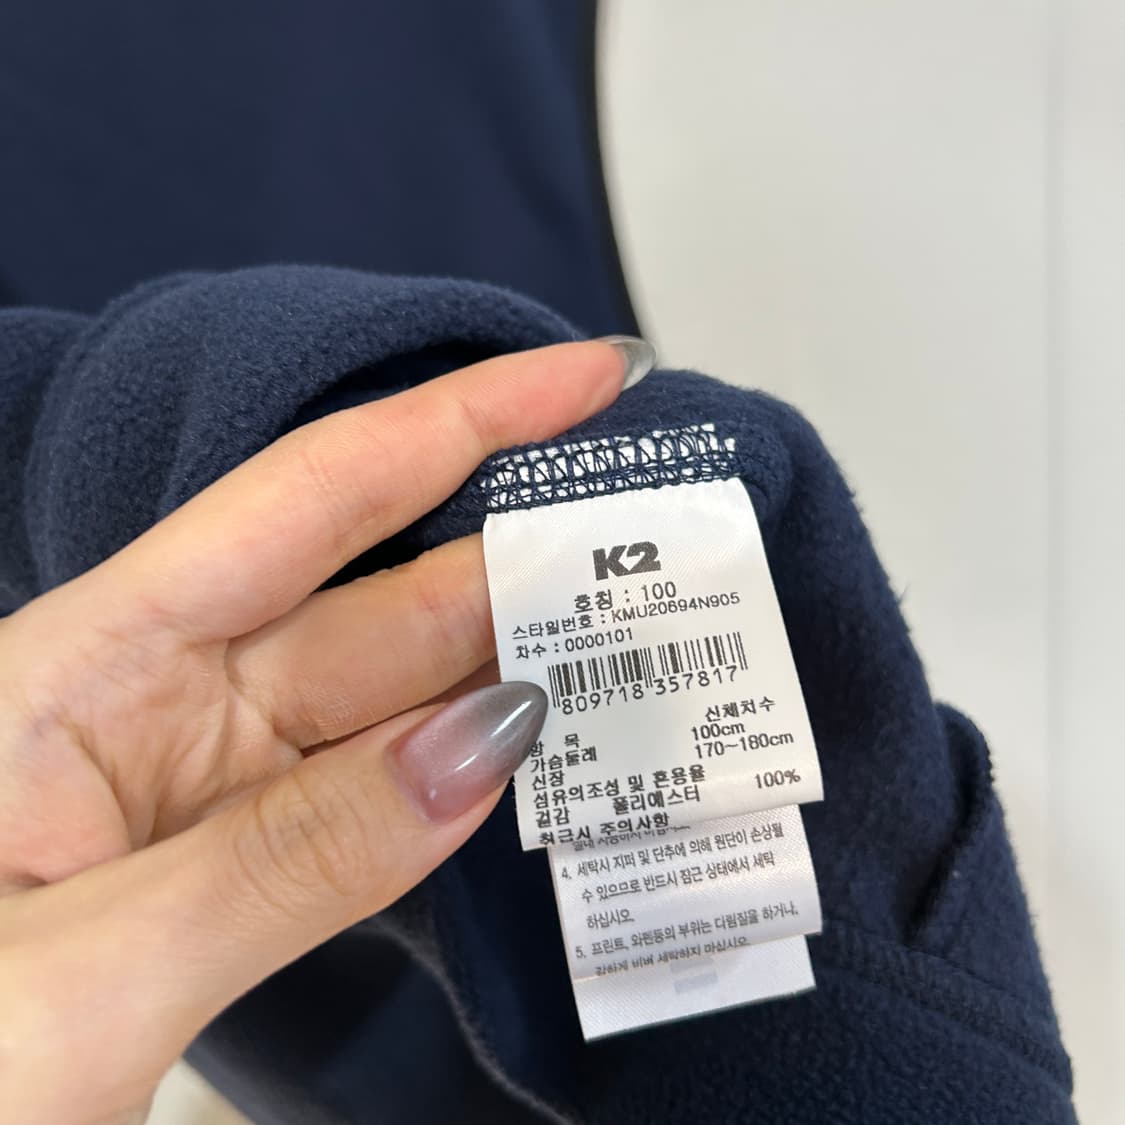 K2
호칭 : 100
스타일번호 : KMU20694N905
차수 : 0000101
809718 357817
신체치수
항 목 100cm
가슴둘레 170~180cm
신장
섬유의조성 및 혼용율
겉감 폴리에스터 100%
취급시 주의사항
4. 세탁시 지퍼 및 단추에 의해 원단이 손상될
수 있으므로 반드시 잠근 상태에서 세탁
하십시오.
5. 프린트, 와펜등의 부위는 다림질을 하거나,
강하게 비벼 세탁하지 마십시오.